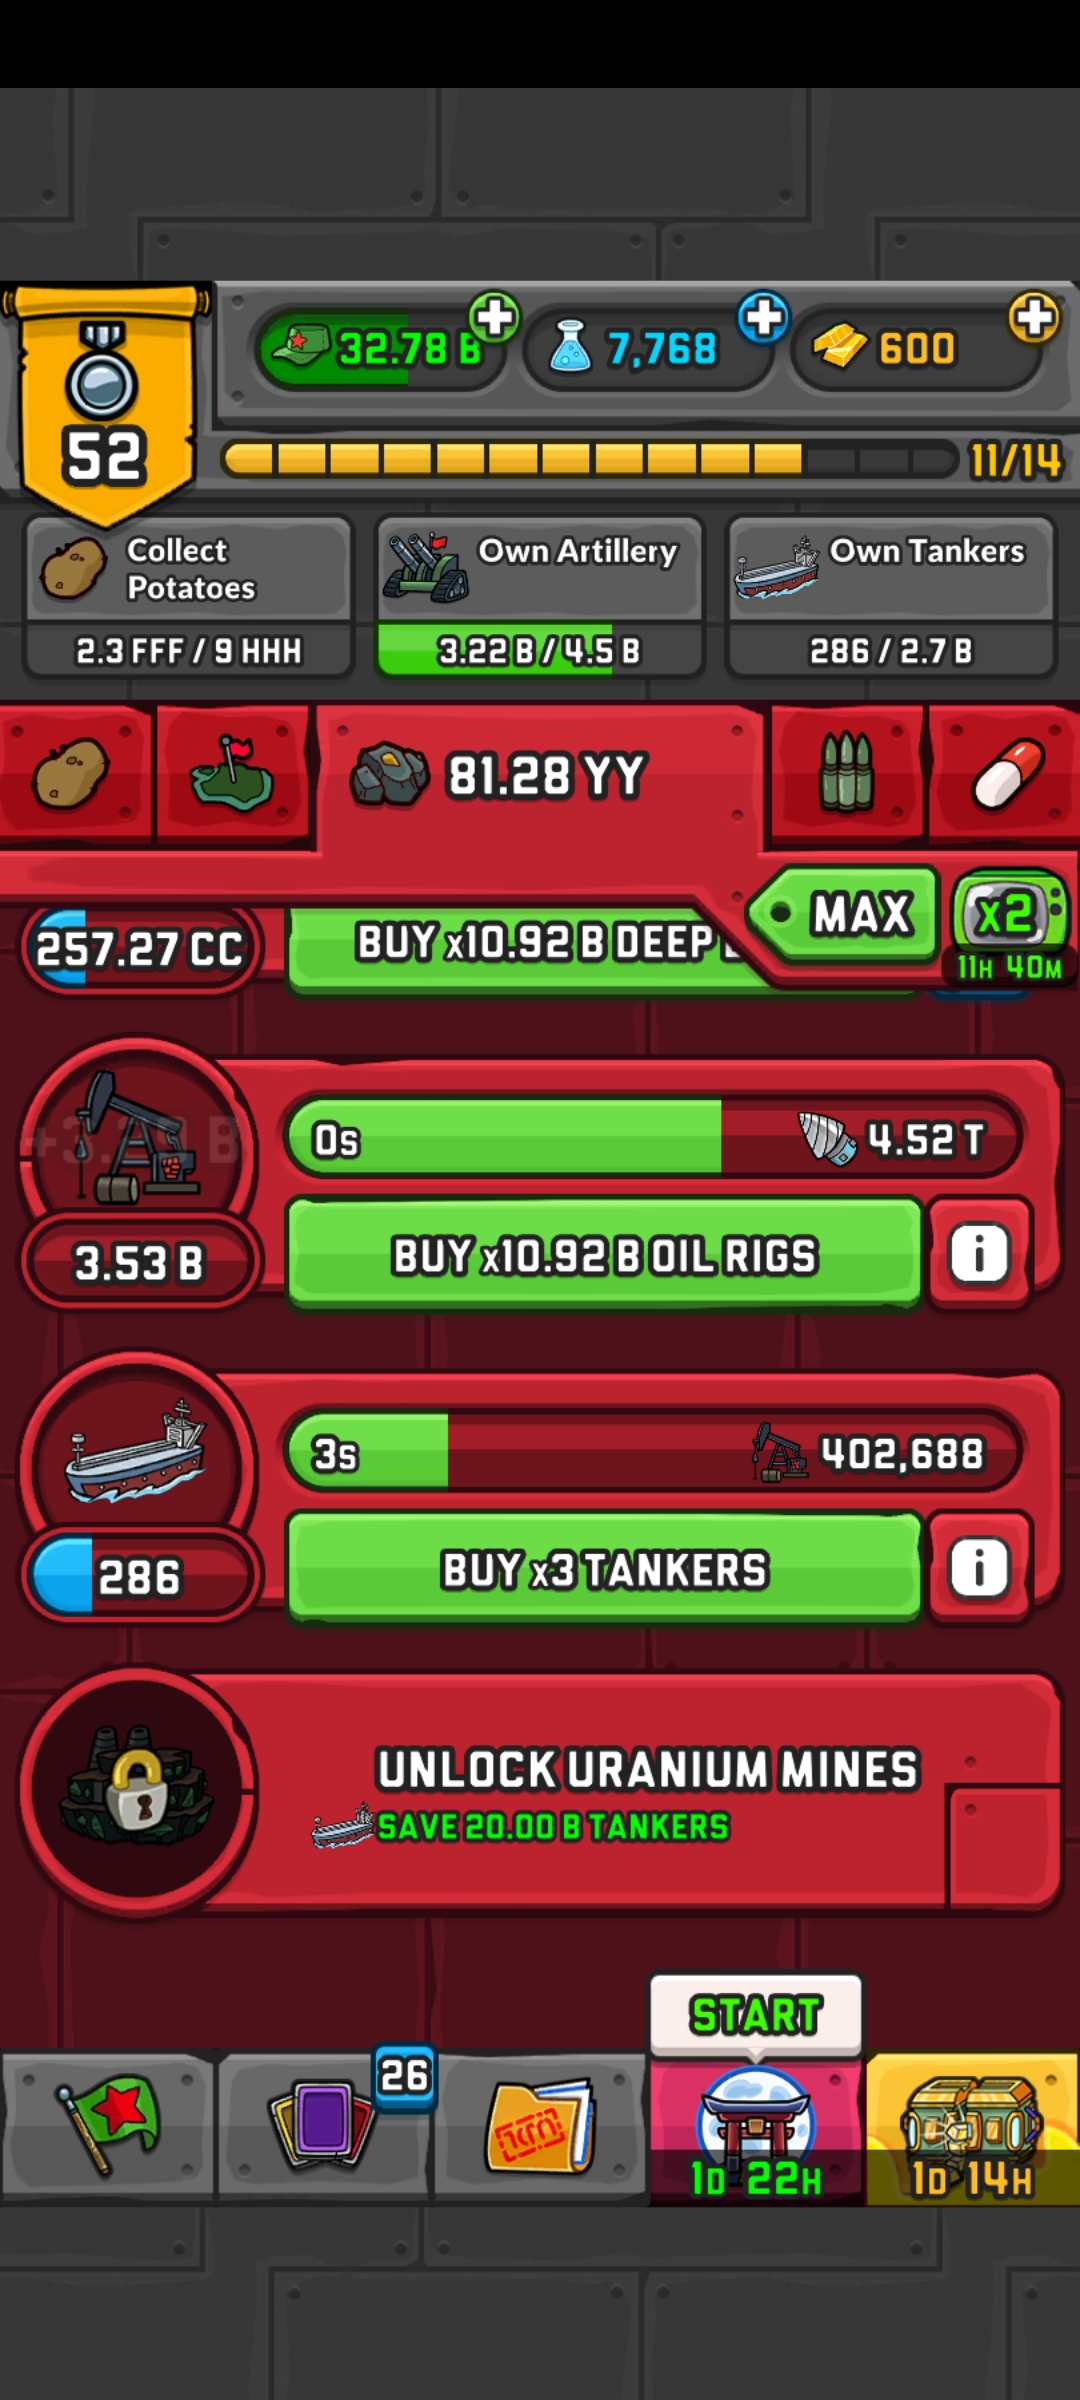 32.78 B
7,768
600
52
11/14
Collect
Potatoes
2.3 FFF / 9 HHH
Own Artillery
3.22 B / 4.5 B
Own Tankers
286 / 2.7 B
81.28 YY
MAX
x2
11H 40M
257.27 CC
BUY x10.92 B DEEP
0s
4.52 T
3.53 B
BUY x10.92 B OIL RIGS
i
3s
402,688
286
BUY x3 TANKERS
i
UNLOCK URANIUM MINES
SAVE 20.00 B TANKERS
START
26
1D 22H
1D 14H